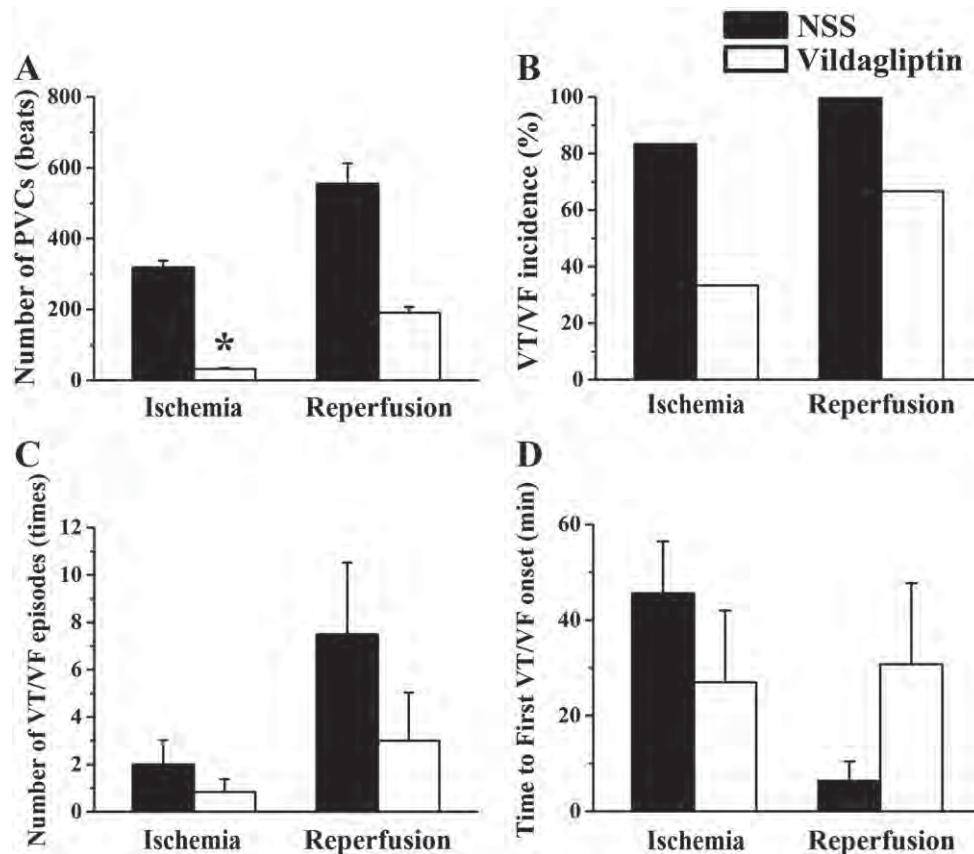 NSS
Vildagliptin
A
Number of PVCs (beats)
800
600
400
200
0
*
Ischemia
Reperfusion
B
VT/VF incidence (%)
100
80
60
40
20
0
Ischemia
Reperfusion
C
Number of VT/VF episodes (times)
12
10
8
6
4
2
0
Ischemia
Reperfusion
D
Time to First VT/VF onset (min)
60
40
20
0
Ischemia
Reperfusion